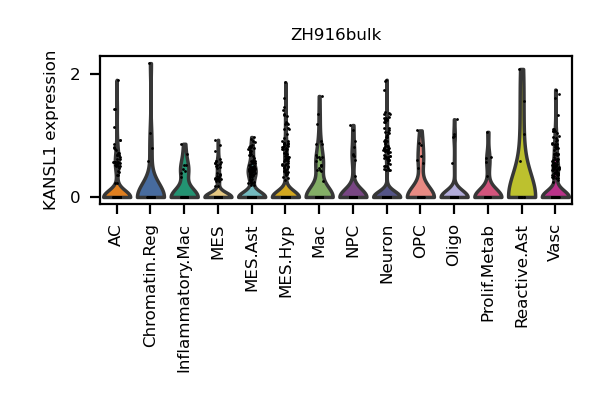 ZH916bulk
KANSL1 expression
2
0
AC
Chromatin.Reg
Inflammatory.Mac
MES
MES.Ast
MES.Hyp
Mac
NPC
Neuron
OPC
Oligo
Prolif.Metab
Reactive.Ast
Vasc